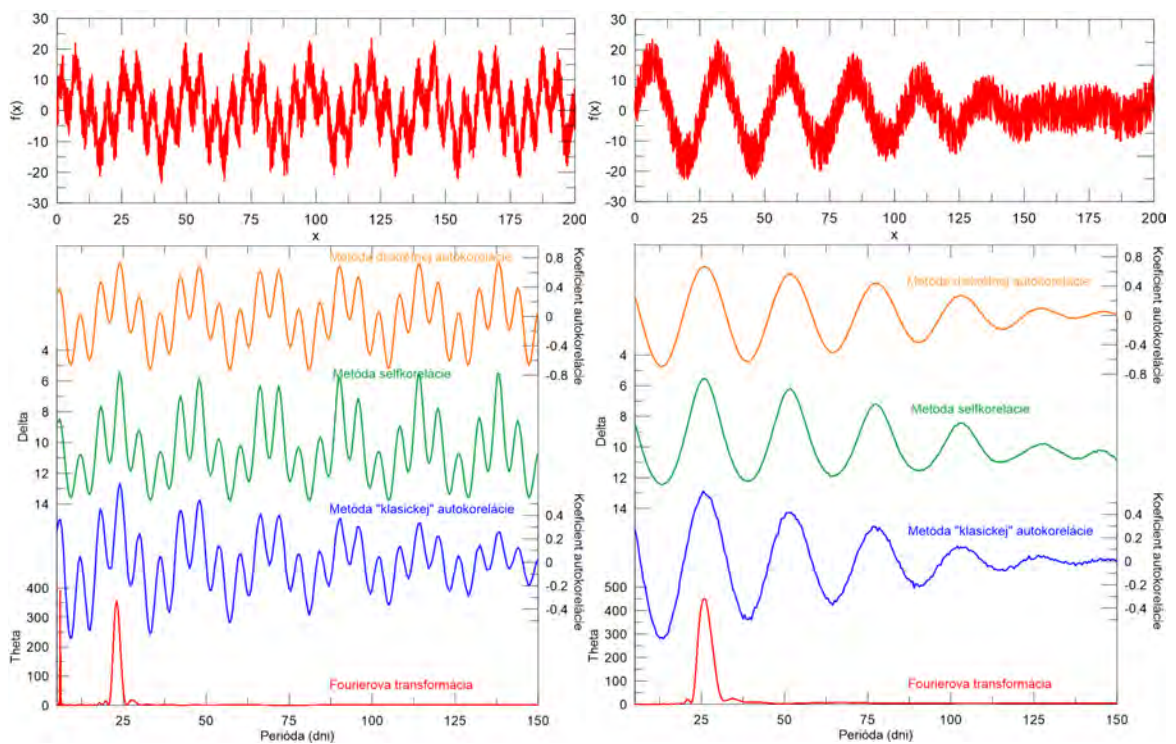 30
20
10
0
-10
-20
-30
f(x)
0 25 50 75 100 125 150 175 200
x
Metóda diskrétnej autokorelácie
0.8
0.4
0
-0.4
-0.8
Koeficient autokorelácie
Metóda selfkorelácie
4
6
8
10
12
14
Delta
Metóda "klasickej" autokorelácie
0.4
0.2
0
-0.2
-0.4
Koeficient autokorelácie
400
300
200
100
0
Theta
Fourierova transformácia
25 50 75 100 125 150
Perióda (dni)
30
20
10
0
-10
-20
-30
f(x)
0 25 50 75 100 125 150 175 200
x
Metóda diskrétnej autokorelácie
0.8
0.4
0
-0.4
-0.8
Koeficient autokorelácie
Metóda selfkorelácie
4
6
8
10
12
14
Delta
Metóda "klasickej" autokorelácie
0.4
0.2
0
-0.2
-0.4
Koeficient autokorelácie
500
400
300
200
100
0
Theta
Fourierova transformácia
25 50 75 100 125 150
Perióda (dni)